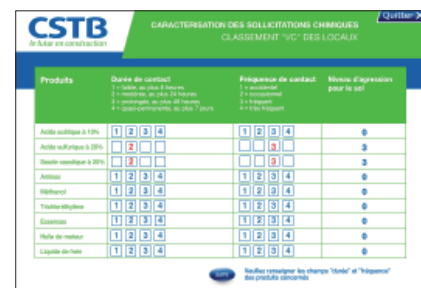 Quitter X
CSTB
le futur en construction
CARACTERISATION DES SOLLICITATIONS CHIMIQUES
CLASSEMENT "VC" DES LOCAUX
Produits
Durée de contact
1 = faible, au plus 8 heures
2 = modérée, au plus 24 heures
3 = prolongée, au plus 48 heures
4 = quasi-permanente, au plus 7 jours
Fréquence de contact
1 = accidentel
2 = occasionnel
3 = fréquent
4 = très fréquent
Niveau d'agression
pour le sol
Acide acétique à 10% 1 2 3 4 1 2 3 4 0
Acide sulfurique à 20% 2 3 3
Soude caustique à 20% 2 3 3
Amines 1 2 3 4 1 2 3 4 0
Méthanol 1 2 3 4 1 2 3 4 0
Trichloréthylène 1 2 3 4 1 2 3 4 0
Essences 1 2 3 4 1 2 3 4 0
Huile de moteur 1 2 3 4 1 2 3 4 0
Liquide de frein 1 2 3 4 1 2 3 4 0
Veuillez renseigner les champs "durée" et "fréquence"
des produits concernés